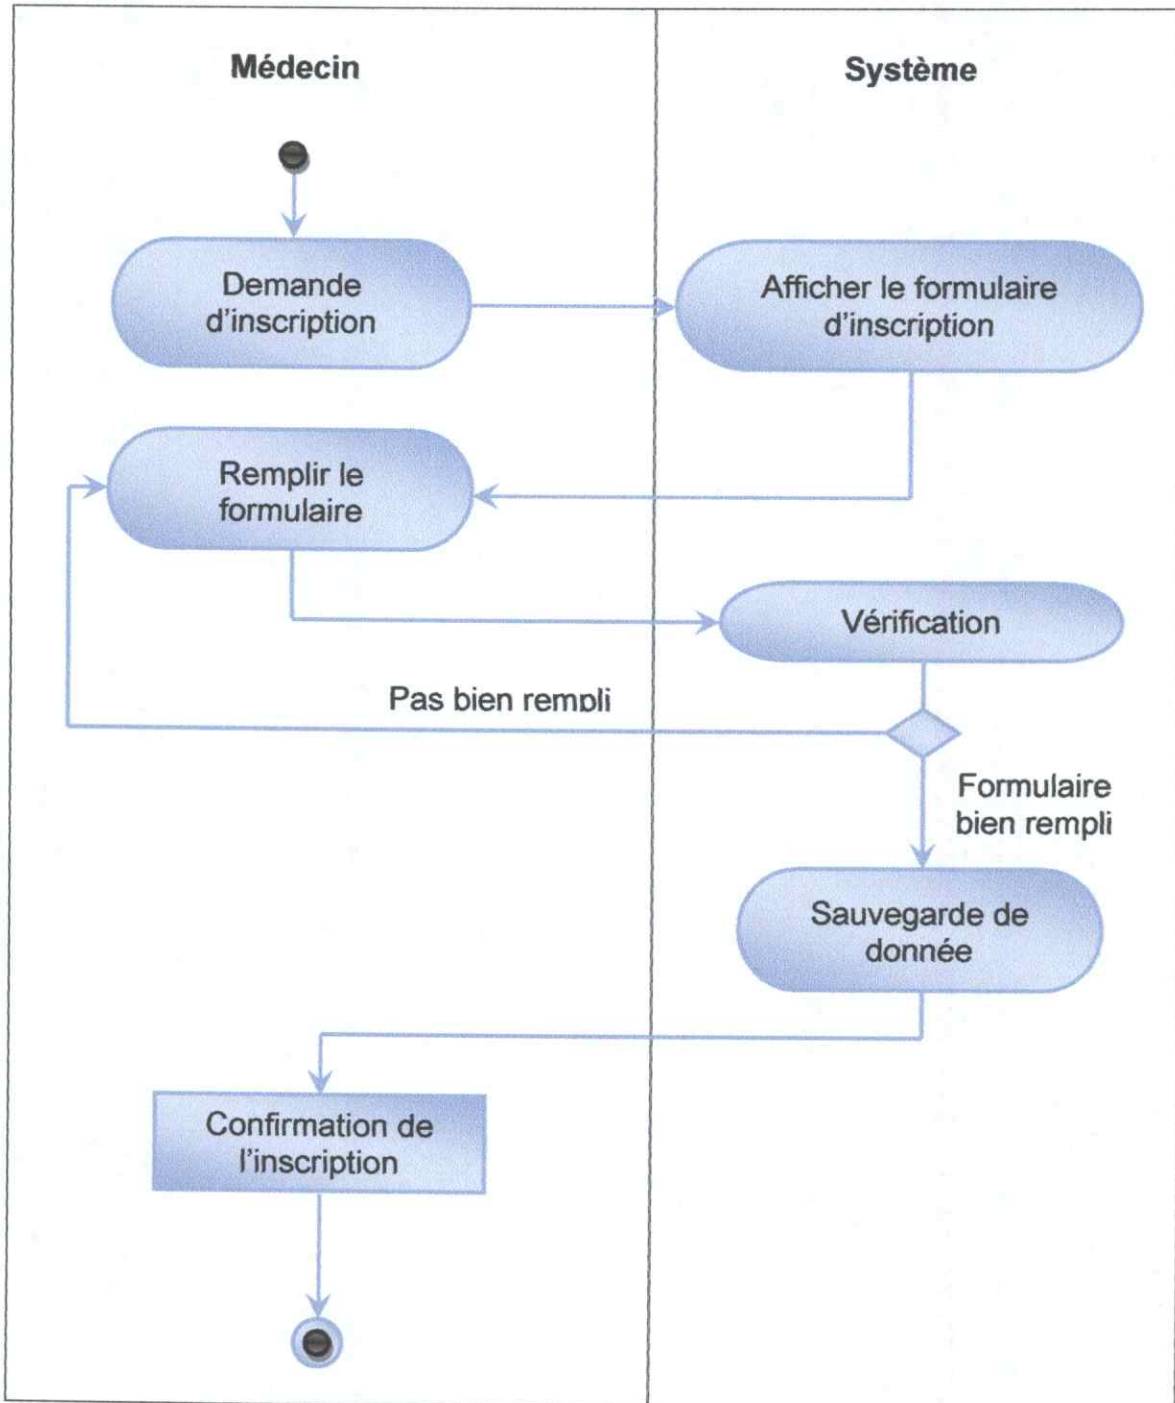 Médecin
Système
Demande
d'inscription
Afficher le formulaire
d'inscription
Remplir le
formulaire
Vérification
Pas bien rempli
Formulaire
bien rempli
Sauvegarde de
donnée
Confirmation de
l'inscription